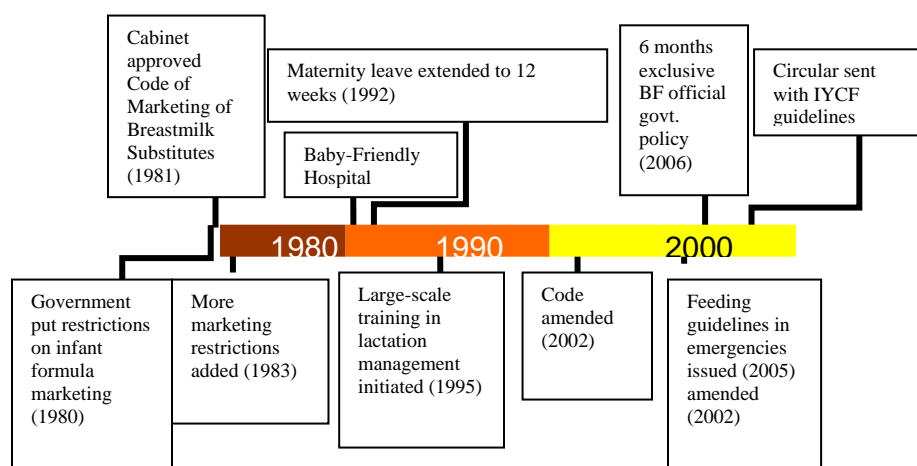 Cabinet
approved
Code of
Marketing of
Breastmilk
Substitutes
(1981)
Maternity leave extended to 12
weeks (1992)
Baby-Friendly
Hospital
6 months
exclusive
BF official
govt.
policy
(2006)
Circular sent
with IYCF
guidelines
1980
1990
2000
Government
put restrictions
on infant
formula
marketing
(1980)
More
marketing
restrictions
added (1983)
Large-scale
training in
lactation
management
initiated (1995)
Code
amended
(2002)
Feeding
guidelines in
emergencies
issued (2005)
amended
(2002)